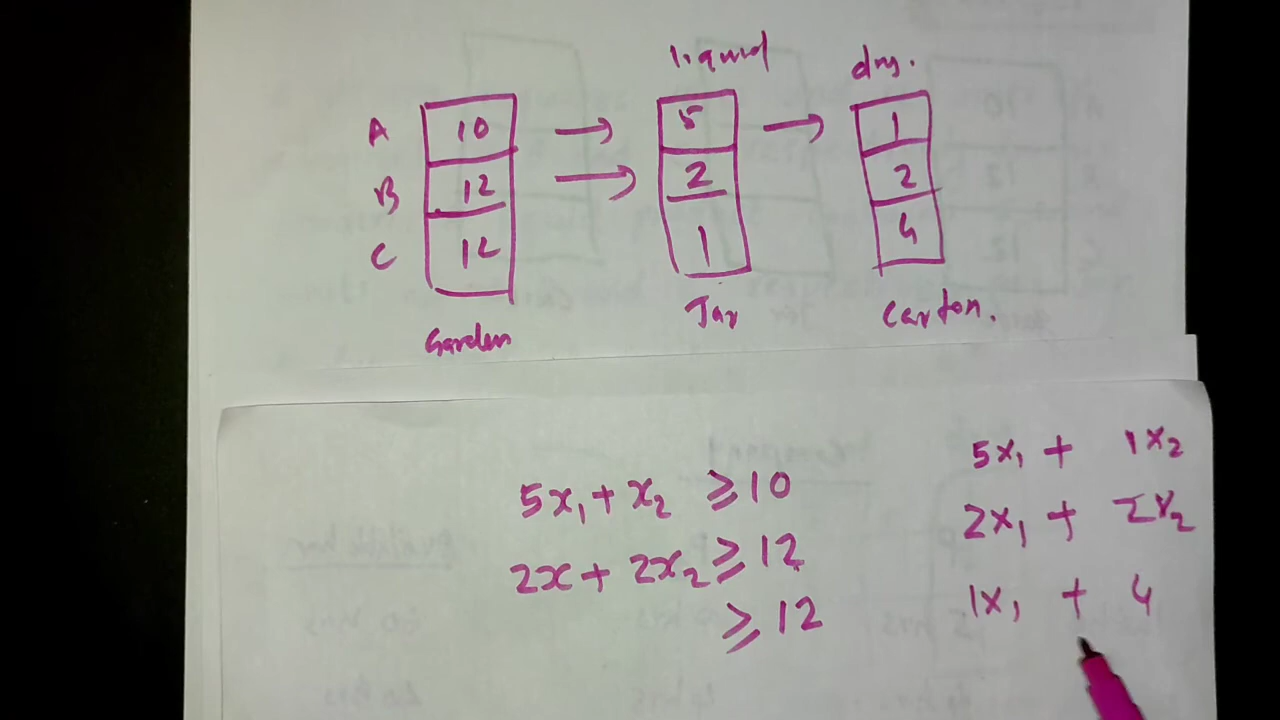 liquid dry.
A 10 → 5 → 1
B 12 → 2 2
C 12 1 4
Garden Jar Carton.
5x₁ + 1x₂
5x₁ + x₂ ≥ 10
2x₁ + 2x₂
2x + 2x₂ ≥ 12
1x₁ + 4
≥ 12